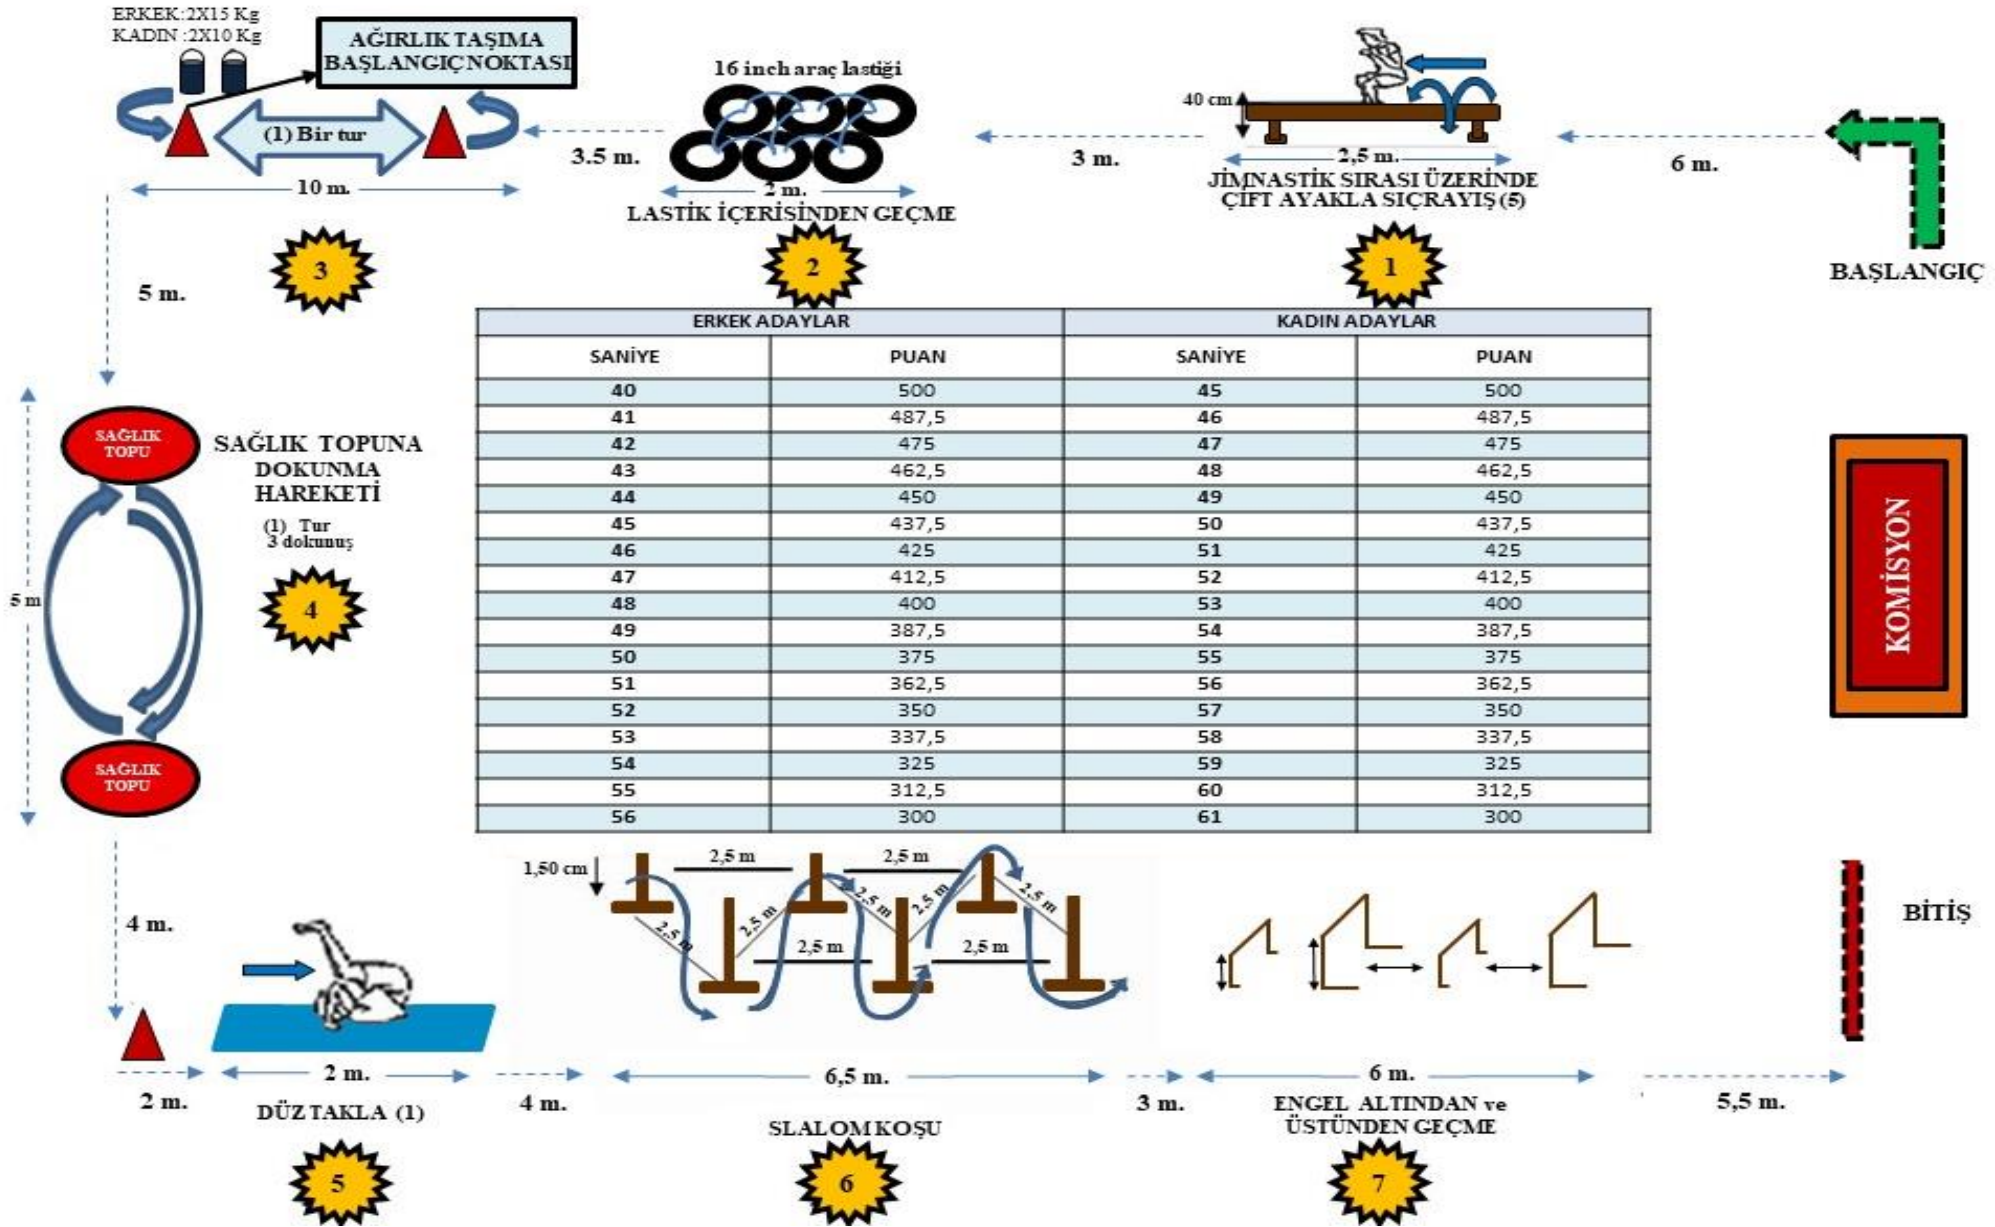 ERKEK:2X15 Kg
KADIN :2X10 Kg
AĞIRLIK TAŞIMA
BAŞLANGIÇ NOKTASI
(1) Bir tur
10 m.
3
3.5 m.
16 inch araç lastiği
2 m.
LASTİK İÇERİSİNDEN GEÇME
2
3 m.
40 cm
2,5 m.
JİMNASTİK SIRASI ÜZERİNDE
ÇİFT AYAKLA SIÇRAYIŞ (5)
1
6 m.
BAŞLANGIÇ
5 m.
SAĞLIK
TOPU
SAĞLIK TOPUNA
DOKUNMA
HAREKETİ
(1) Tur
3 dokunuş
4
5 m
SAĞLIK
TOPU
ERKEK ADAYLAR KADIN ADAYLAR
SANİYE PUAN SANİYE PUAN
40 500 45 500
41 487,5 46 487,5
42 475 47 475
43 462,5 48 462,5
44 450 49 450
45 437,5 50 437,5
46 425 51 425
47 412,5 52 412,5
48 400 53 400
49 387,5 54 387,5
50 375 55 375
51 362,5 56 362,5
52 350 57 350
53 337,5 58 337,5
54 325 59 325
55 312,5 60 312,5
56 300 61 300
KOMİSYON
4 m.
2 m.
2 m.
DÜZ TAKLA (1)
5
4 m.
1,50 cm
2,5 m
2,5 m
2,5 m
2,5 m
2,5 m
2,5 m
2,5 m
2,5 m
2,5 m
6,5 m.
SLALOM KOŞU
6
3 m.
6 m.
ENGEL ALTINDAN ve
ÜSTÜNDEN GEÇME
7
5,5 m.
BİTİŞ